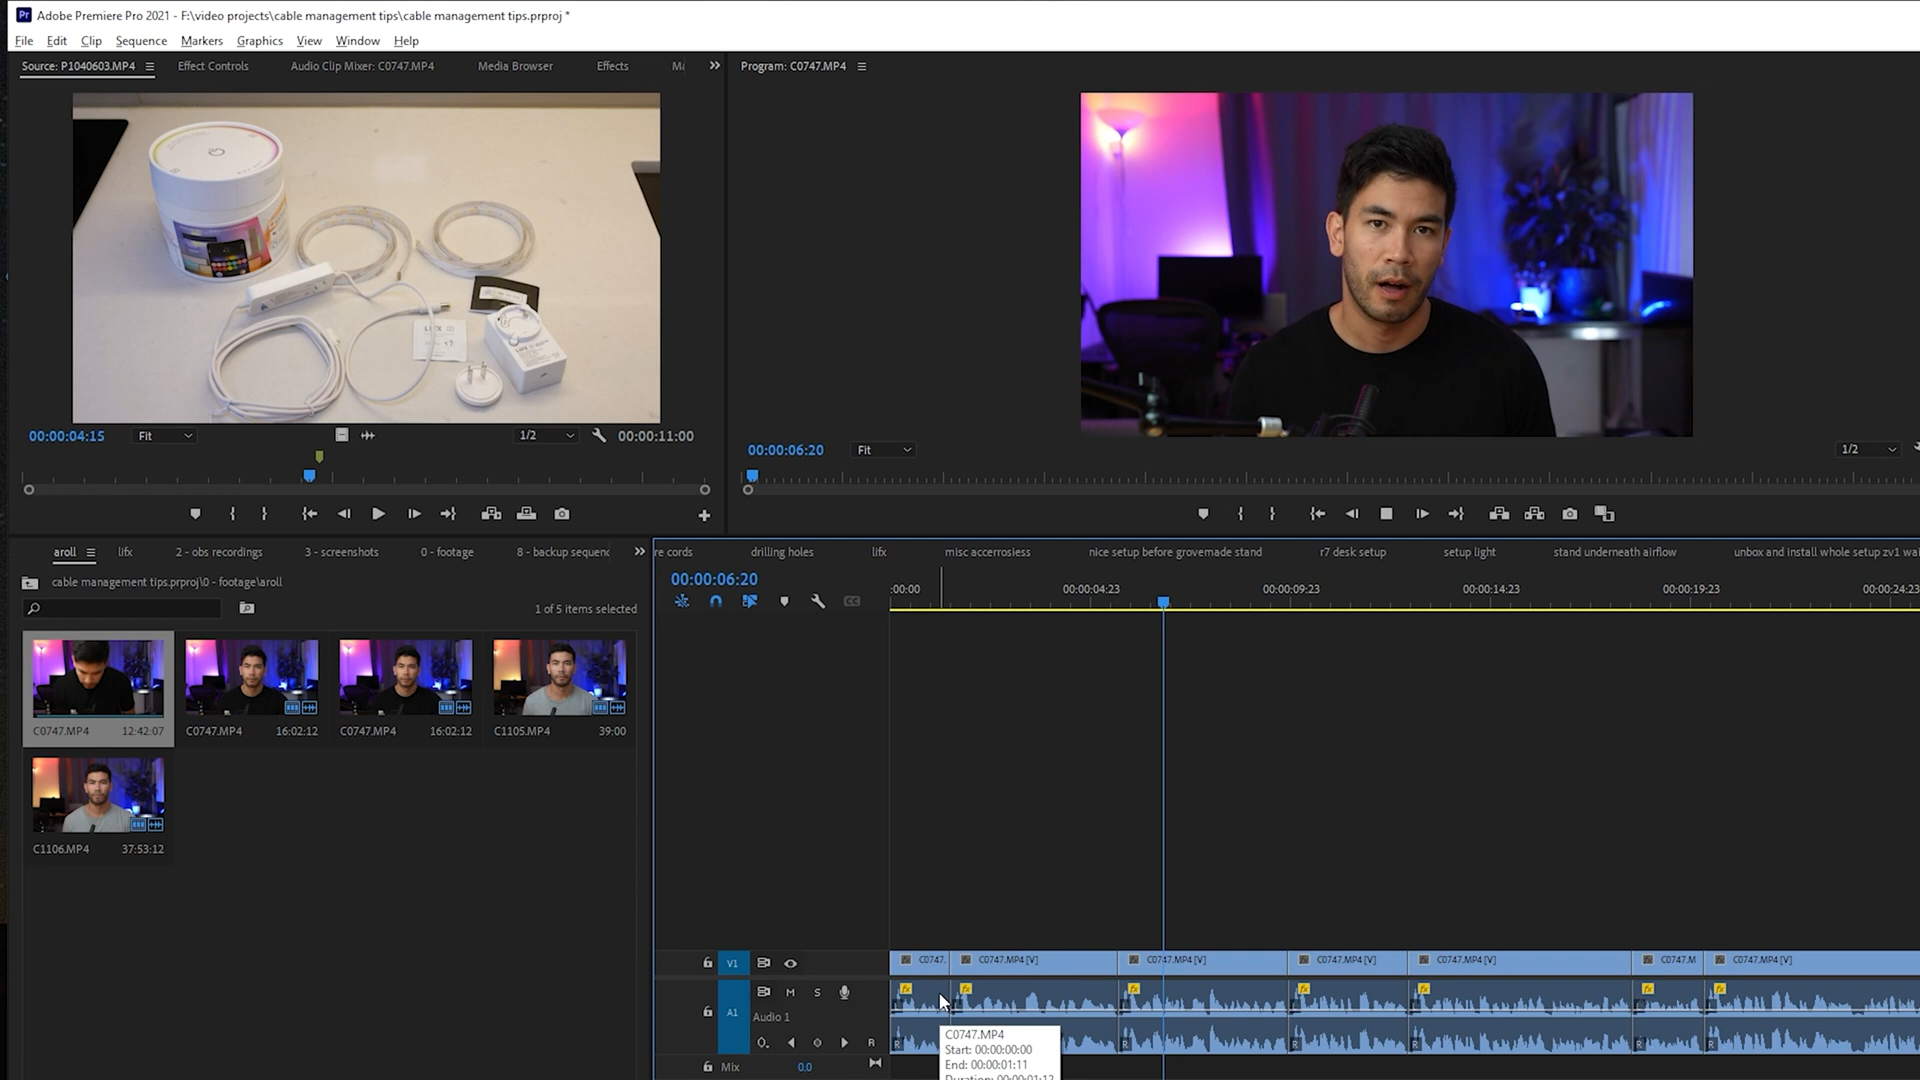 Adobe Premiere Pro 2021 - F:\video projects\cable management tips\cable management tips.prproj *
File Edit Clip Sequence Markers Graphics View Window Help
Source: P1040603.MP4 Effect Controls Audio Clip Mixer: C0747.MP4 Media Browser Effects
Program: C0747.MP4
00:00:04:15 Fit 1/2 00:00:11:00
00:00:06:20 Fit 1/2
aroll lifx 2 - obs recordings 3 - screenshots 0 - footage 8 - backup sequenc
re cords drilling holes lifx misc accerrosiess nice setup before grovemade stand r7 desk setup setup light stand underneath airflow unbox and install whole setup zv1 wai
cable management tips.prproj\0 - footage\aroll
1 of 5 items selected
00:00:06:20
:00:00 00:00:04:23 00:00:09:23 00:00:14:23 00:00:19:23 00:00:24:23
C0747.MP4 12:42:07
C0747.MP4 16:02:12
C0747.MP4 16:02:12
C1105.MP4 39:00
C1106.MP4 37:53:12
V1
C0747. C0747.MP4 [V] C0747.MP4 [V] C0747.MP4 [V] C0747.MP4 [V] C0747.M C0747.MP4 [V]
A1 M S
Audio 1
R
Mix 0.0
C0747.MP4
Start: 00:00:00:00
End: 00:00:01:11
Duration: 00:00:01:12